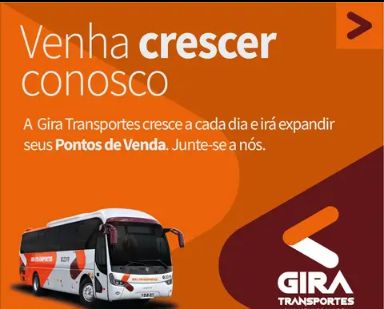 Venha crescer
conosco
A Gira Transportes cresce a cada dia e irá expandir
seus Pontos de Venda. Junte-se a nós.
GIRA
TRANSPORTES